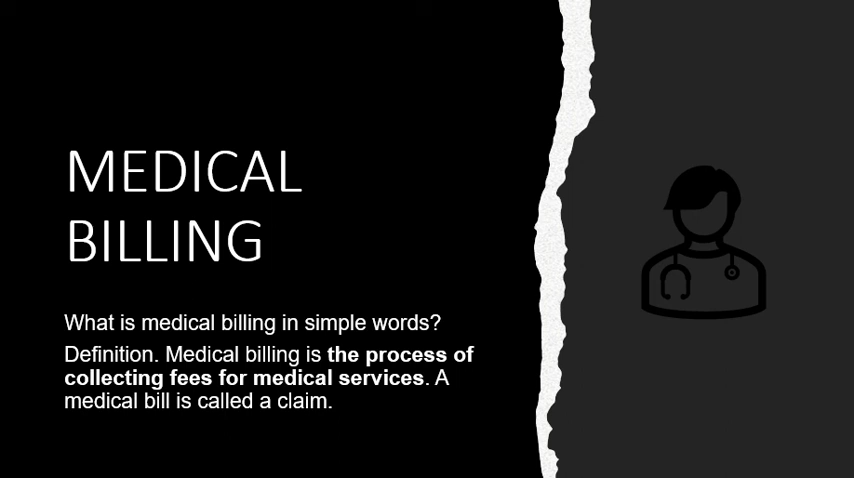 MEDICAL
BILLING
What is medical billing in simple words?
Definition. Medical billing is the process of
collecting fees for medical services. A
medical bill is called a claim.